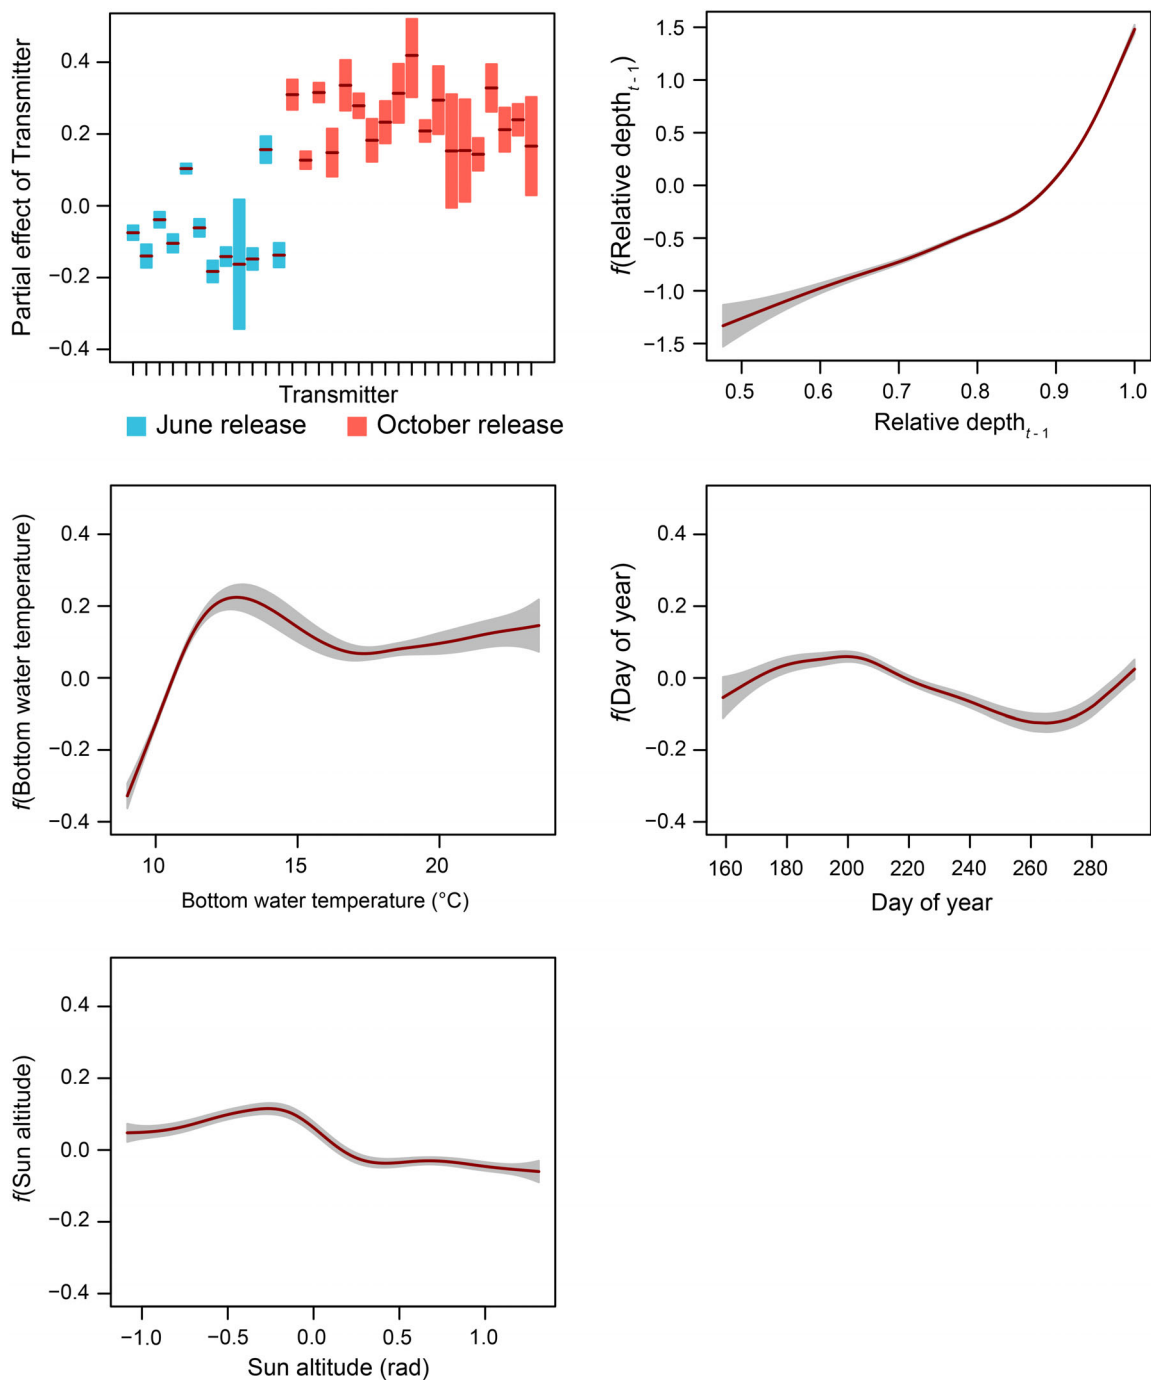 Partial effect of Transmitter
0.4
0.2
0.0
−0.2
−0.4
Transmitter
June release
October release
f(Relative depth t - 1)
1.5
1.0
0.5
0.0
−0.5
−1.0
−1.5
0.5 0.6 0.7 0.8 0.9 1.0
Relative depth t - 1
f(Bottom water temperature)
0.4
0.2
0.0
−0.2
−0.4
10 15 20
Bottom water temperature (°C)
f(Day of year)
0.4
0.2
0.0
−0.2
−0.4
160 180 200 220 240 260 280
Day of year
f(Sun altitude)
0.4
0.2
0.0
−0.2
−0.4
−1.0 −0.5 0.0 0.5 1.0
Sun altitude (rad)